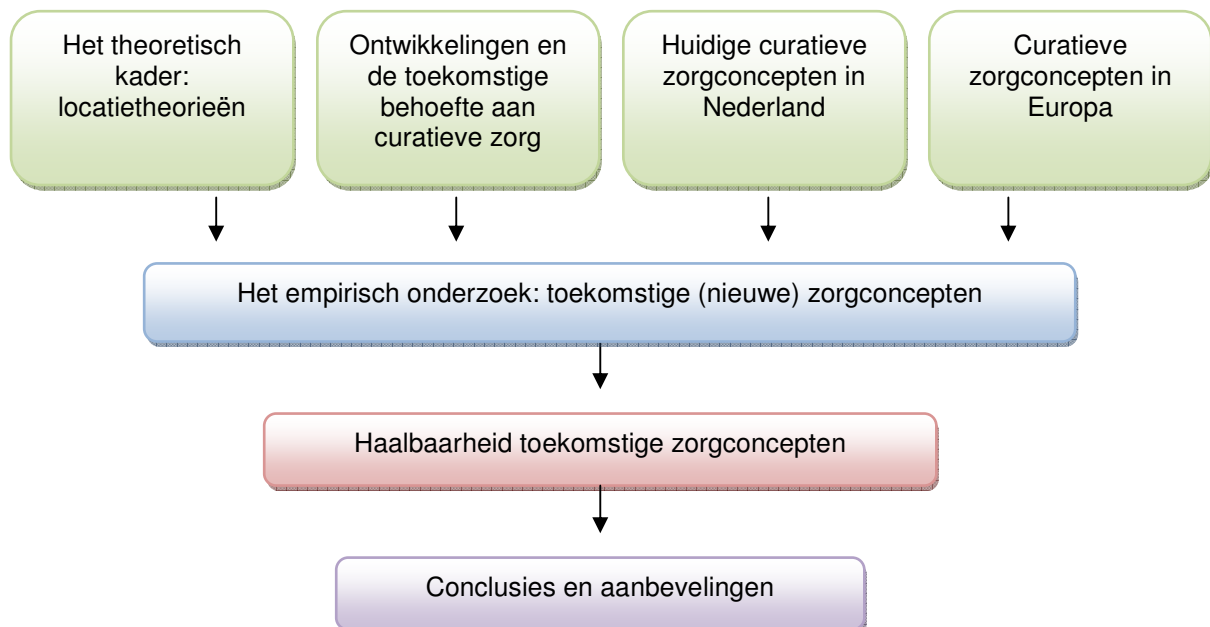 Het theoretisch
kader:
locatietheorieën
Ontwikkelingen en
de toekomstige
behoefte aan
curatieve zorg
Huidige curatieve
zorgconcepten in
Nederland
Curatieve
zorgconcepten in
Europa
Het empirisch onderzoek: toekomstige (nieuwe) zorgconcepten
Haalbaarheid toekomstige zorgconcepten
Conclusies en aanbevelingen